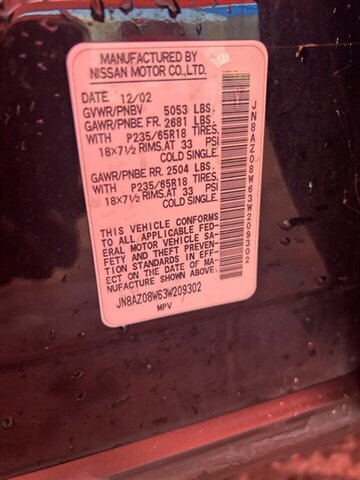 MANUFACTURED BY
NISSAN MOTOR CO.,LTD.
DATE 12/02
GVWR/PNBV 5053 LBS.
GAWR/PNBE FR. 2681 LBS.
WITH P235/65R18 TIRES,
18×7½ RIMS,AT 33 PSI
COLD SINGLE.
GAWR/PNBE RR. 2504 LBS.
WITH P235/65R18 TIRES,
18×7½ RIMS,AT 33 PSI
COLD SINGLE.
THIS VEHICLE CONFORMS
TO ALL APPLICABLE FED-
ERAL MOTOR VEHICLE SA-
FETY AND THEFT PREVEN-
TION STANDARDS IN EFF-
ECT ON THE DATE OF MA-
NUFACTURE SHOWN ABOVE.
JN8AZ08W63W209302
MPV
JN8AZ08W63W209302